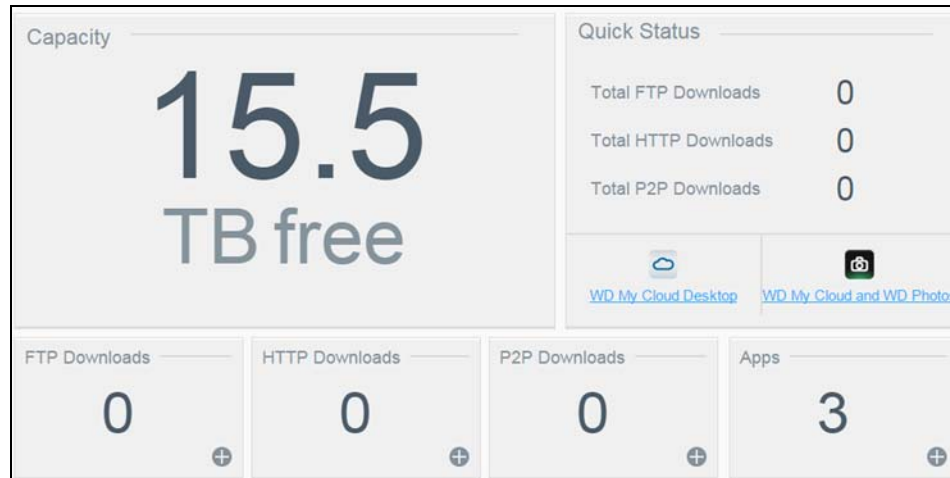 Capacity
15.5
TB free
Quick Status
Total FTP Downloads 0
Total HTTP Downloads 0
Total P2P Downloads 0
WD My Cloud Desktop
WD My Cloud and WD Photo
FTP Downloads
0
HTTP Downloads
0
P2P Downloads
0
Apps
3